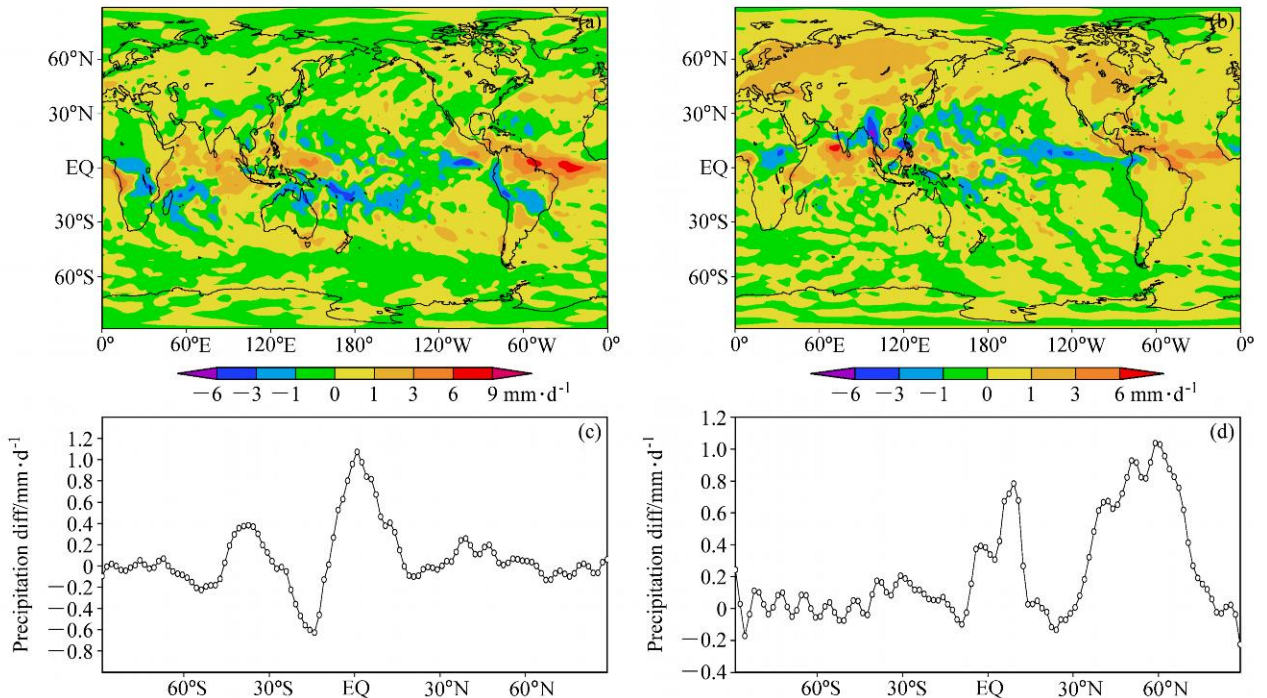 (a)
60°N
30°N
EQ
30°S
60°S
0° 60°E 120°E 180° 120°W 60°W 0°
−6 −3 −1 0 1 3 6 9 mm·d⁻¹
(b)
60°N
30°N
EQ
30°S
60°S
0° 60°E 120°E 180° 120°W 60°W 0°
−6 −3 −1 0 1 3 6 mm·d⁻¹
(c)
Precipitation diff/mm·d⁻¹
1.2
1.0
0.8
0.6
0.4
0.2
0
−0.2
−0.4
−0.6
−0.8
60°S 30°S EQ 30°N 60°N
(d)
Precipitation diff/mm·d⁻¹
1.2
1.0
0.8
0.6
0.4
0.2
0
−0.2
−0.4
60°S 30°S EQ 30°N 60°N